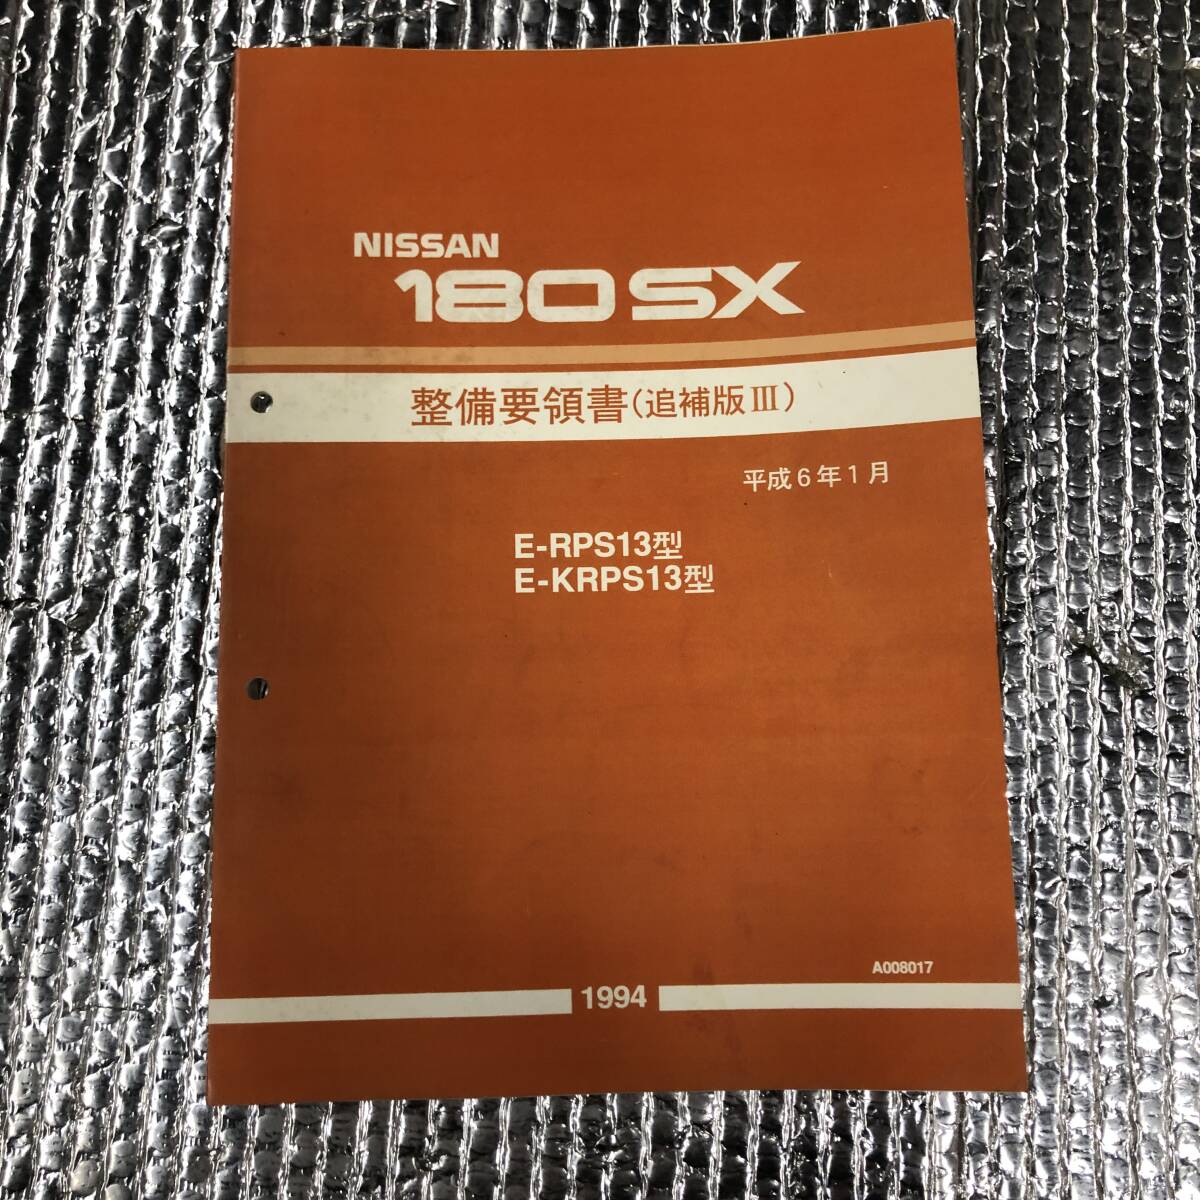 NISSAN
180SX
整備要領書(追補版III)
平成6年1月
E-RPS13型
E-KRPS13型
A008017
1994